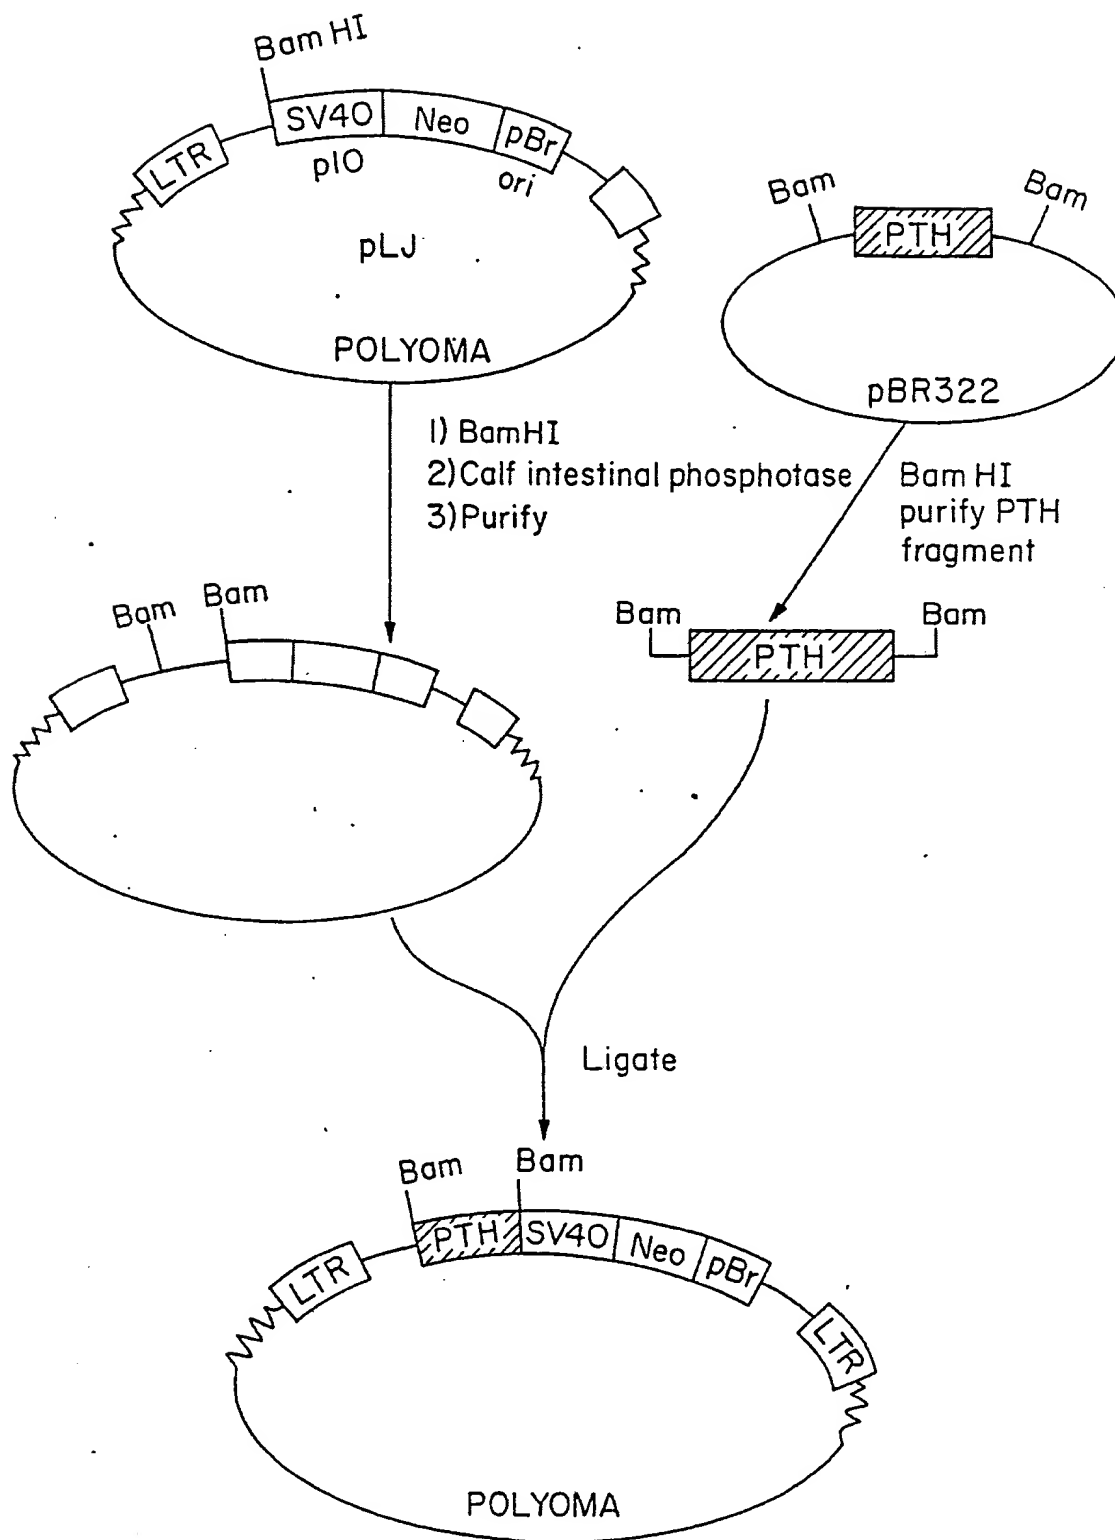 Bam HI
SV40
Neo
pBr
LTR
pIO
ori
pLJ
POLYOMA
Bam
Bam
PTH
pBR322
1) BamHI
2) Calf intestinal phosphotase
3) Purify
Bam HI
purify PTH
fragment
Bam
Bam
Bam
Bam
PTH
Ligate
Bam
Bam
PTH
SV40
Neo
pBr
LTR
LTR
POLYOMA